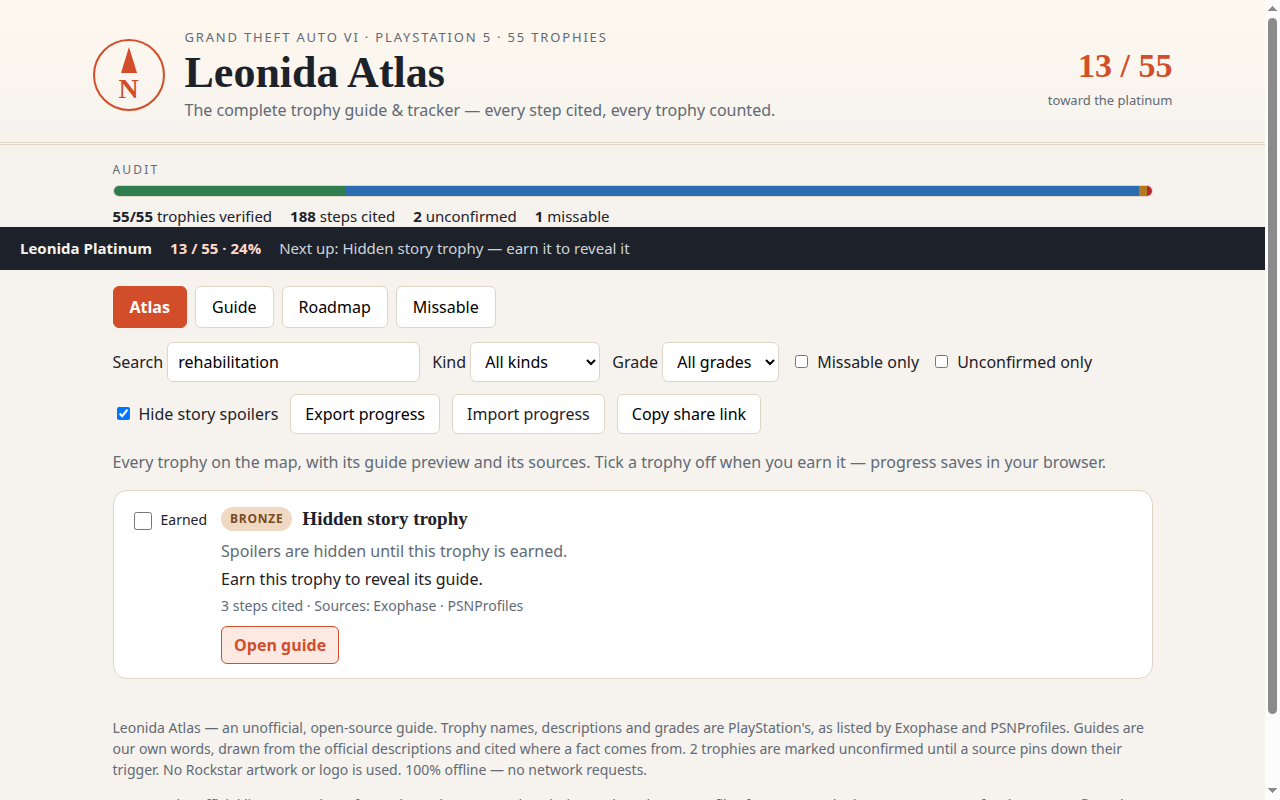 GRAND THEFT AUTO VI · PLAYSTATION 5 · 55 TROPHIES
N
Leonida Atlas
The complete trophy guide & tracker — every step cited, every trophy counted.
13 / 55
toward the platinum
AUDIT
55/55 trophies verified 188 steps cited 2 unconfirmed 1 missable
Leonida Platinum 13 / 55 · 24% Next up: Hidden story trophy — earn it to reveal it
Atlas Guide Roadmap Missable
Search rehabilitation Kind All kinds Grade All grades Missable only Unconfirmed only
Hide story spoilers Export progress Import progress Copy share link
Every trophy on the map, with its guide preview and its sources. Tick a trophy off when you earn it — progress saves in your browser.
Earned BRONZE Hidden story trophy
Spoilers are hidden until this trophy is earned.
Earn this trophy to reveal its guide.
3 steps cited · Sources: Exophase · PSNProfiles
Open guide
Leonida Atlas — an unofficial, open-source guide. Trophy names, descriptions and grades are PlayStation's, as listed by Exophase and PSNProfiles. Guides are
our own words, drawn from the official descriptions and cited where a fact comes from. 2 trophies are marked unconfirmed until a source pins down their
trigger. No Rockstar artwork or logo is used. 100% offline — no network requests.